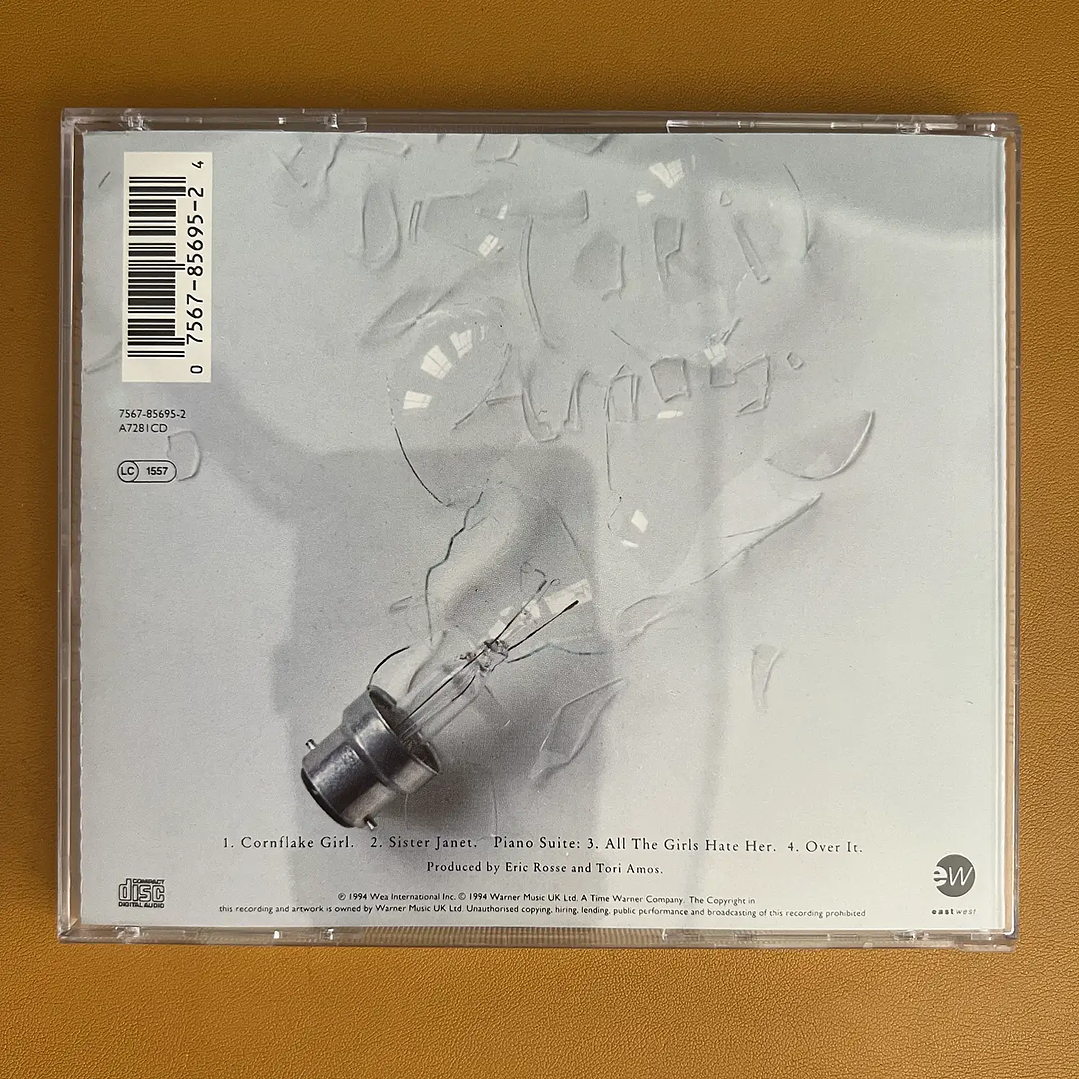 0 7567-85695-2 4
7567-85695-2
A7281CD
LC 1557
Tori
Amos.
1. Cornflake Girl. 2. Sister Janet. Piano Suite: 3. All The Girls Hate Her. 4. Over It.
Produced by Eric Rosse and Tori Amos.
℗ 1994 Wea International Inc. © 1994 Warner Music UK Ltd. A Time Warner Company. The Copyright in
this recording and artwork is owned by Warner Music UK Ltd. Unauthorised copying, hiring, lending, public performance and broadcasting of this recording prohibited
COMPACT
disc
DIGITAL AUDIO
ew
eastwest